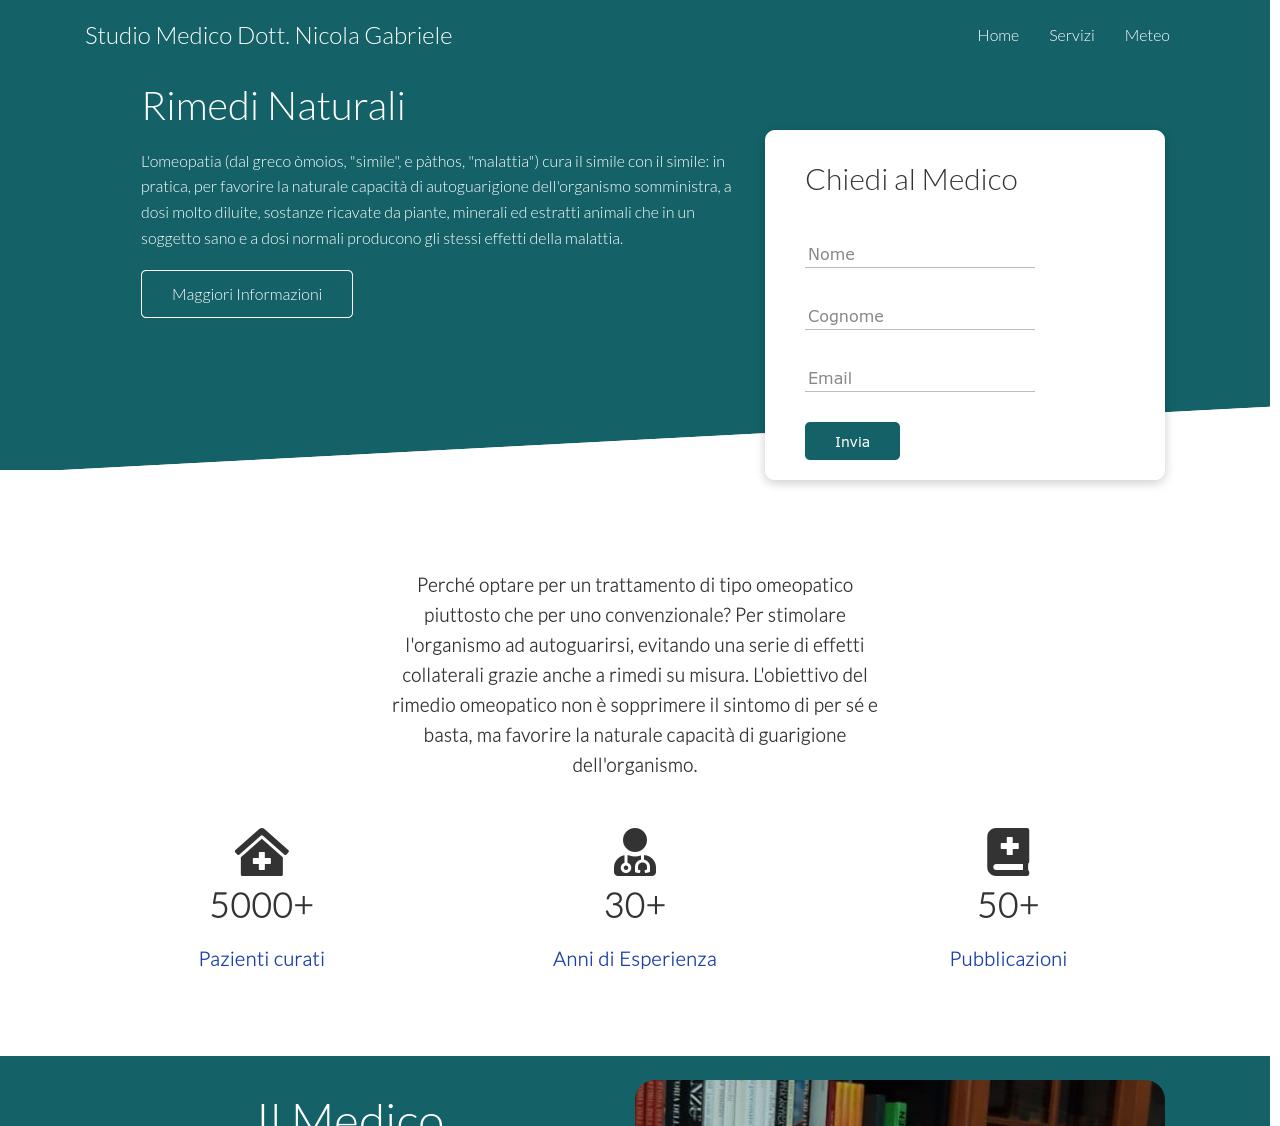 Studio Medico Dott. Nicola Gabriele
Home
Servizi
Meteo
Rimedi Naturali
L'omeopatia (dal greco òmoios, "simile", e pàthos, "malattia") cura il simile con il simile: in
pratica, per favorire la naturale capacità di autoguarigione dell'organismo somministra, a
dosi molto diluite, sostanze ricavate da piante, minerali ed estratti animali che in un
soggetto sano e a dosi normali producono gli stessi effetti della malattia.
Maggiori Informazioni
Chiedi al Medico
Nome
Cognome
Email
Invia
Perché optare per un trattamento di tipo omeopatico
piuttosto che per uno convenzionale? Per stimolare
l'organismo ad autoguarirsi, evitando una serie di effetti
collaterali grazie anche a rimedi su misura. L'obiettivo del
rimedio omeopatico non è sopprimere il sintomo di per sé e
basta, ma favorire la naturale capacità di guarigione
dell'organismo.
5000+
Pazienti curati
30+
Anni di Esperienza
50+
Pubblicazioni
Il Medico